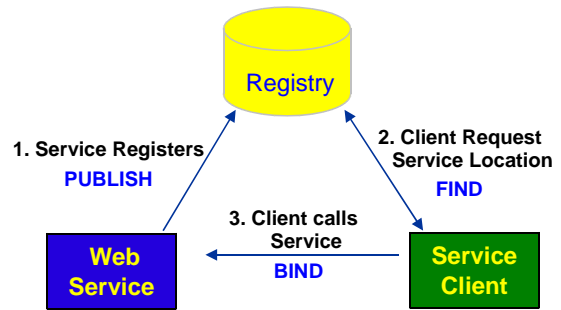 Registry
1. Service Registers
PUBLISH
2. Client Request
Service Location
FIND
3. Client calls
Service
BIND
Web
Service
Service
Client